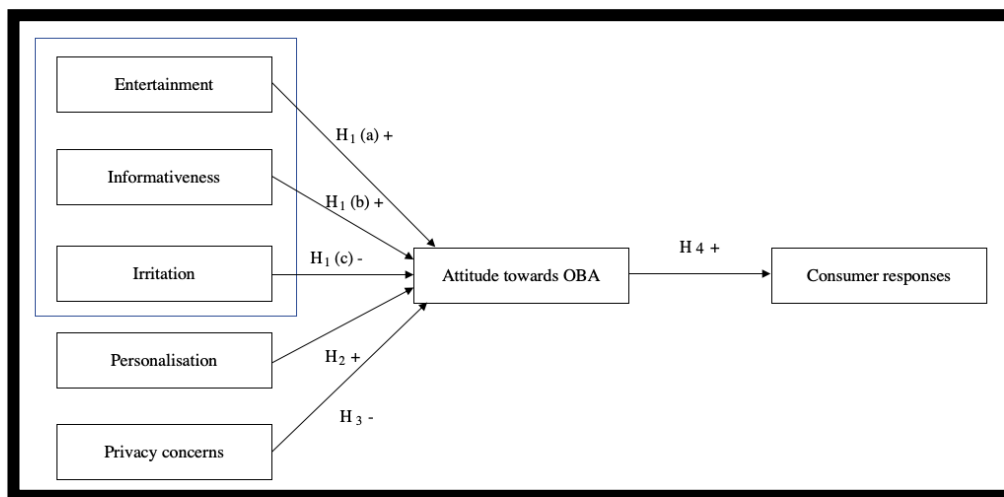 Entertainment
H1 (a) +
Informativeness
H1 (b) +
Irritation
H1 (c) -
Attitude towards OBA
H 4 +
Consumer responses
Personalisation
H2 +
H 3 -
Privacy concerns